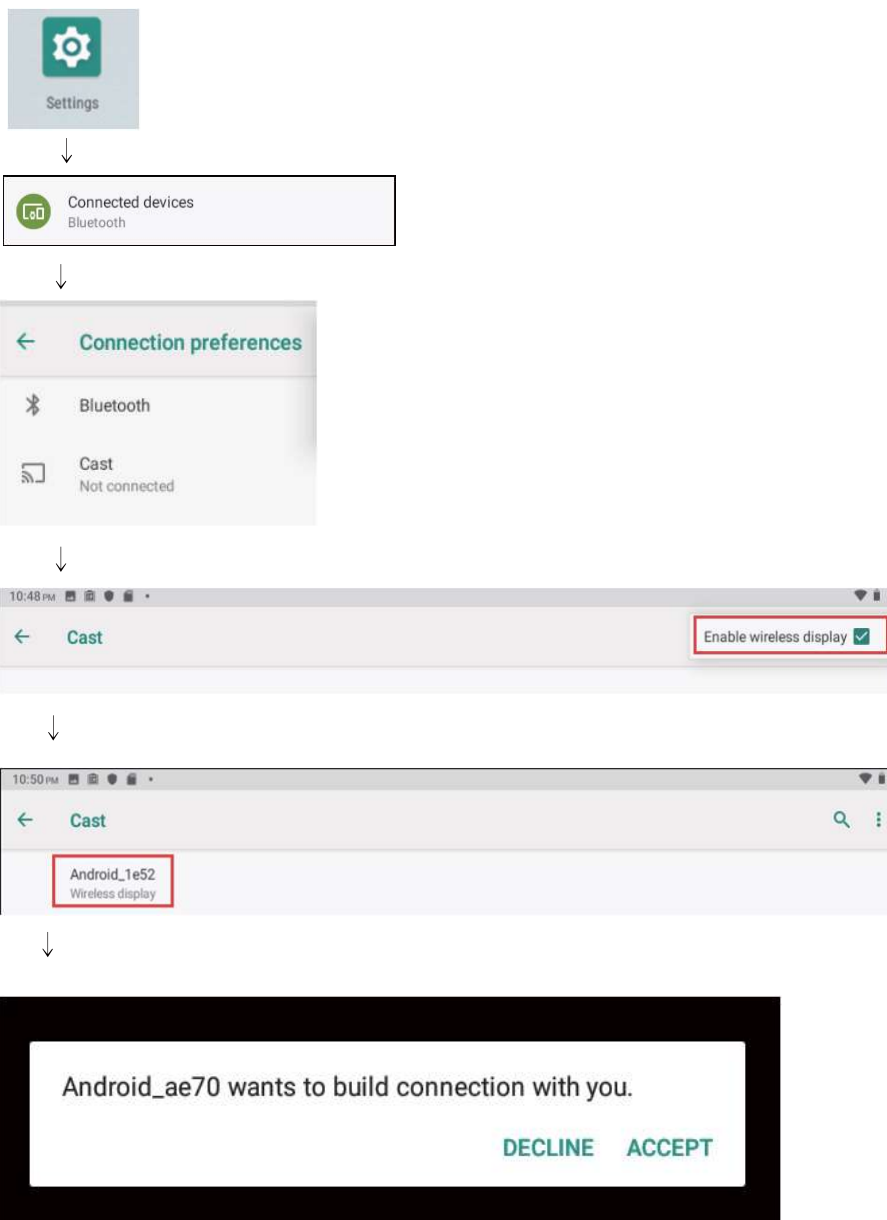 Settings
Connected devices
Bluetooth
Connection preferences
Bluetooth
Cast
Not connected
10:48 PM
Cast
Enable wireless display
10:50 PM
Cast
Android_1e52
Wireless display
Android_ae70 wants to build connection with you.
DECLINE ACCEPT